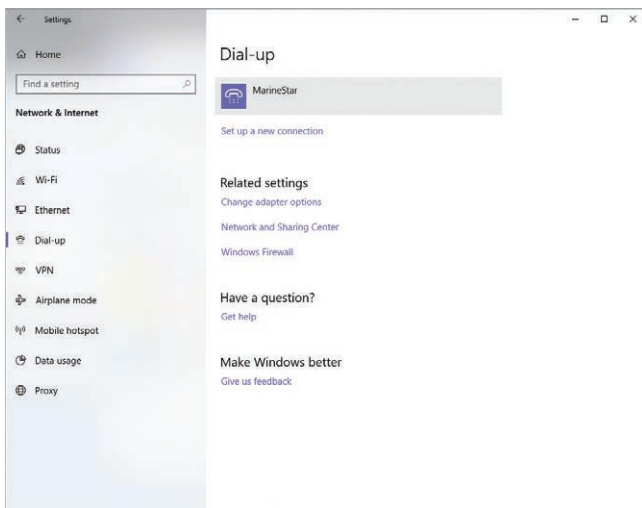 Settings
Home
Find a setting
Network & Internet
Status
Wi-Fi
Ethernet
Dial-up
VPN
Airplane mode
Mobile hotspot
Data usage
Proxy
Dial-up
MarineStar
Set up a new connection
Related settings
Change adapter options
Network and Sharing Center
Windows Firewall
Have a question?
Get help
Make Windows better
Give us feedback